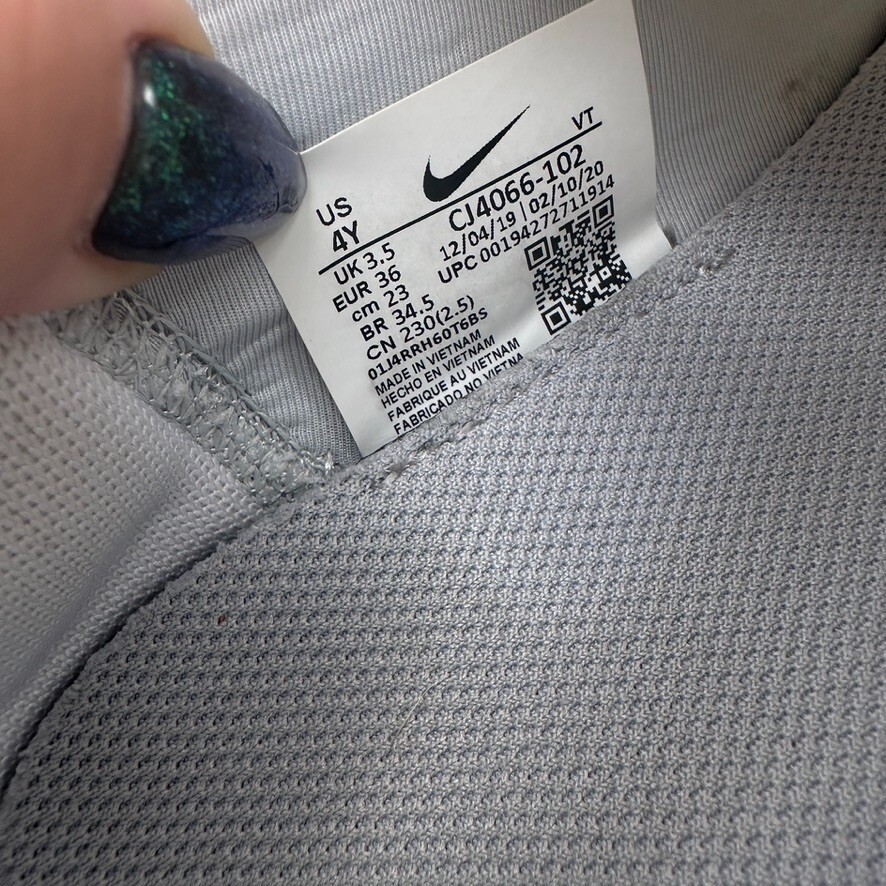 US
4Y
VT
CJ4066-102
12/04/19 | 02/10/20
UPC 00194272711914
UK 3.5
EUR 36
cm 23
BR 34.5
CN 230(2.5)
01J4RRH60T6BS
MADE IN VIETNAM
HECHO EN VIETNAM
FABRIQUE AU VIETNAM
FABRICADO NO VIETNA